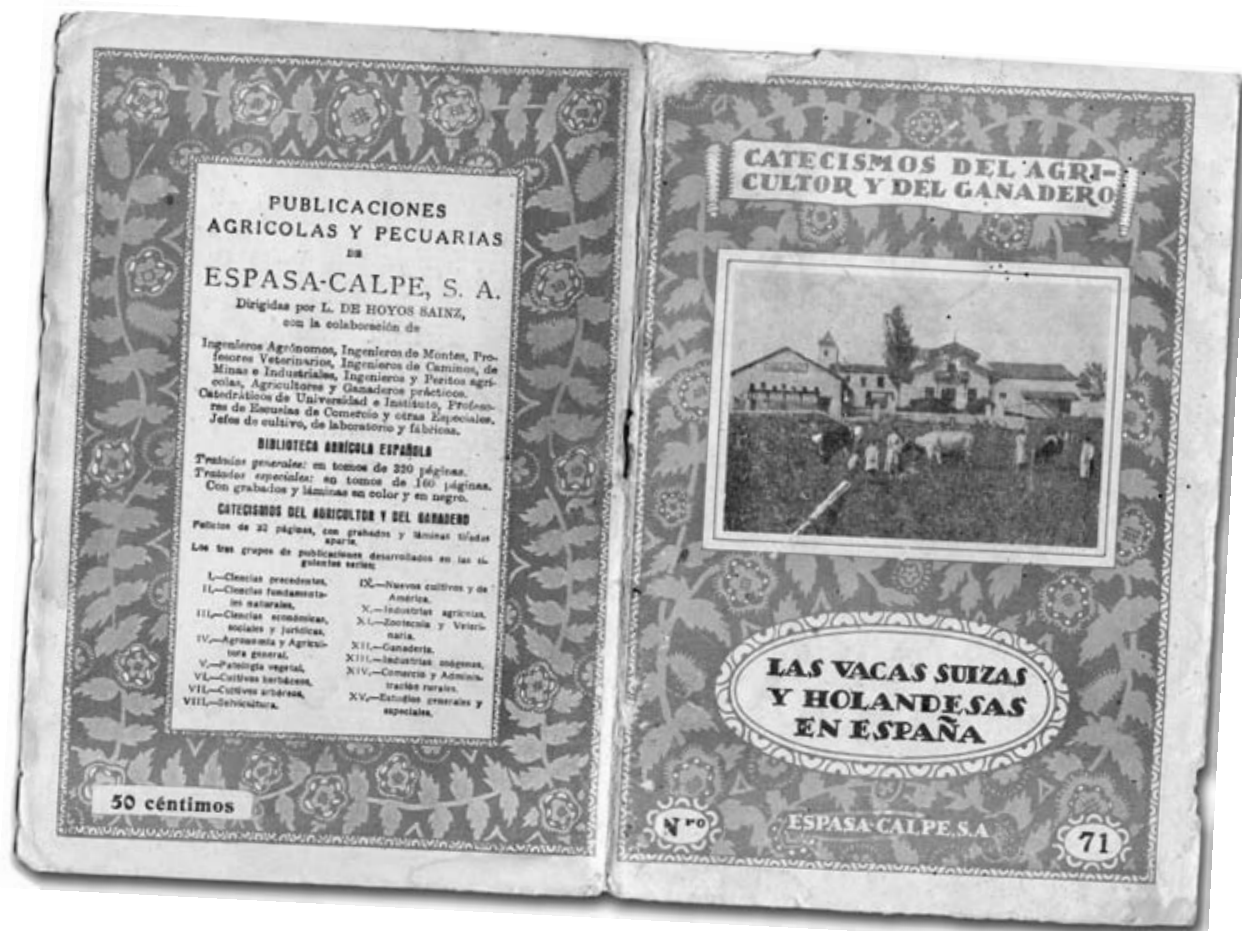 PUBLICACIONES
AGRICOLAS Y PECUARIAS
DE
ESPASA-CALPE, S. A.
Dirigidas por L. DE HOYOS SAINZ,
con la colaboración de
Ingenieros Agrónomos, Ingenieros de Montes, Pro-
fesores Veterinarios, Ingenieros de Caminos, de
Minas e Industriales, Ingenieros y Peritos agrí-
colas, Agricultores y Ganaderos prácticos.
Catedráticos de Universidad e Instituto, Profeso-
res de Escuelas de Comercio y otras Especiales,
Jefes de cultivo, de laboratorio y fábricas.
BIBLIOTECA AGRÍCOLA ESPAÑOLA
Tratados generales: en tomos de 320 páginas.
Tratados especiales: en tomos de 160 páginas.
Con grabados y láminas en color y en negro.
CATECISMOS DEL AGRICULTOR Y DEL GANADERO
Folletos de 32 páginas, con grabados y láminas tiradas
aparte.
Los tres grupos de publicaciones desarrollados en las si-
guientes series:
I.—Ciencias precedentes.
II.—Ciencias fundamenta-
les naturales.
III.—Ciencias económicas,
sociales y jurídicas.
IV.—Agronomía y Agricul-
tura general.
V.—Patología vegetal.
VI.—Cultivos herbáceos.
VII.—Cultivos arbóreos.
VIII.—Selvicultura.
IX.—Nuevos cultivos y de
América.
X.—Industrias agrícolas.
XI.—Zootecnia y Veteri-
naria.
XII.—Ganadería.
XIII.—Industrias zoógenas.
XIV.—Comercio y Adminis-
tración rurales.
XV.—Estudios generales y
especiales.
50 céntimos
CATECISMOS DEL AGRI-
CULTOR Y DEL GANADERO
LAS VACAS SUIZAS
Y HOLANDESAS
EN ESPAÑA
Nro
ESPASA-CALPE.S.A.
71